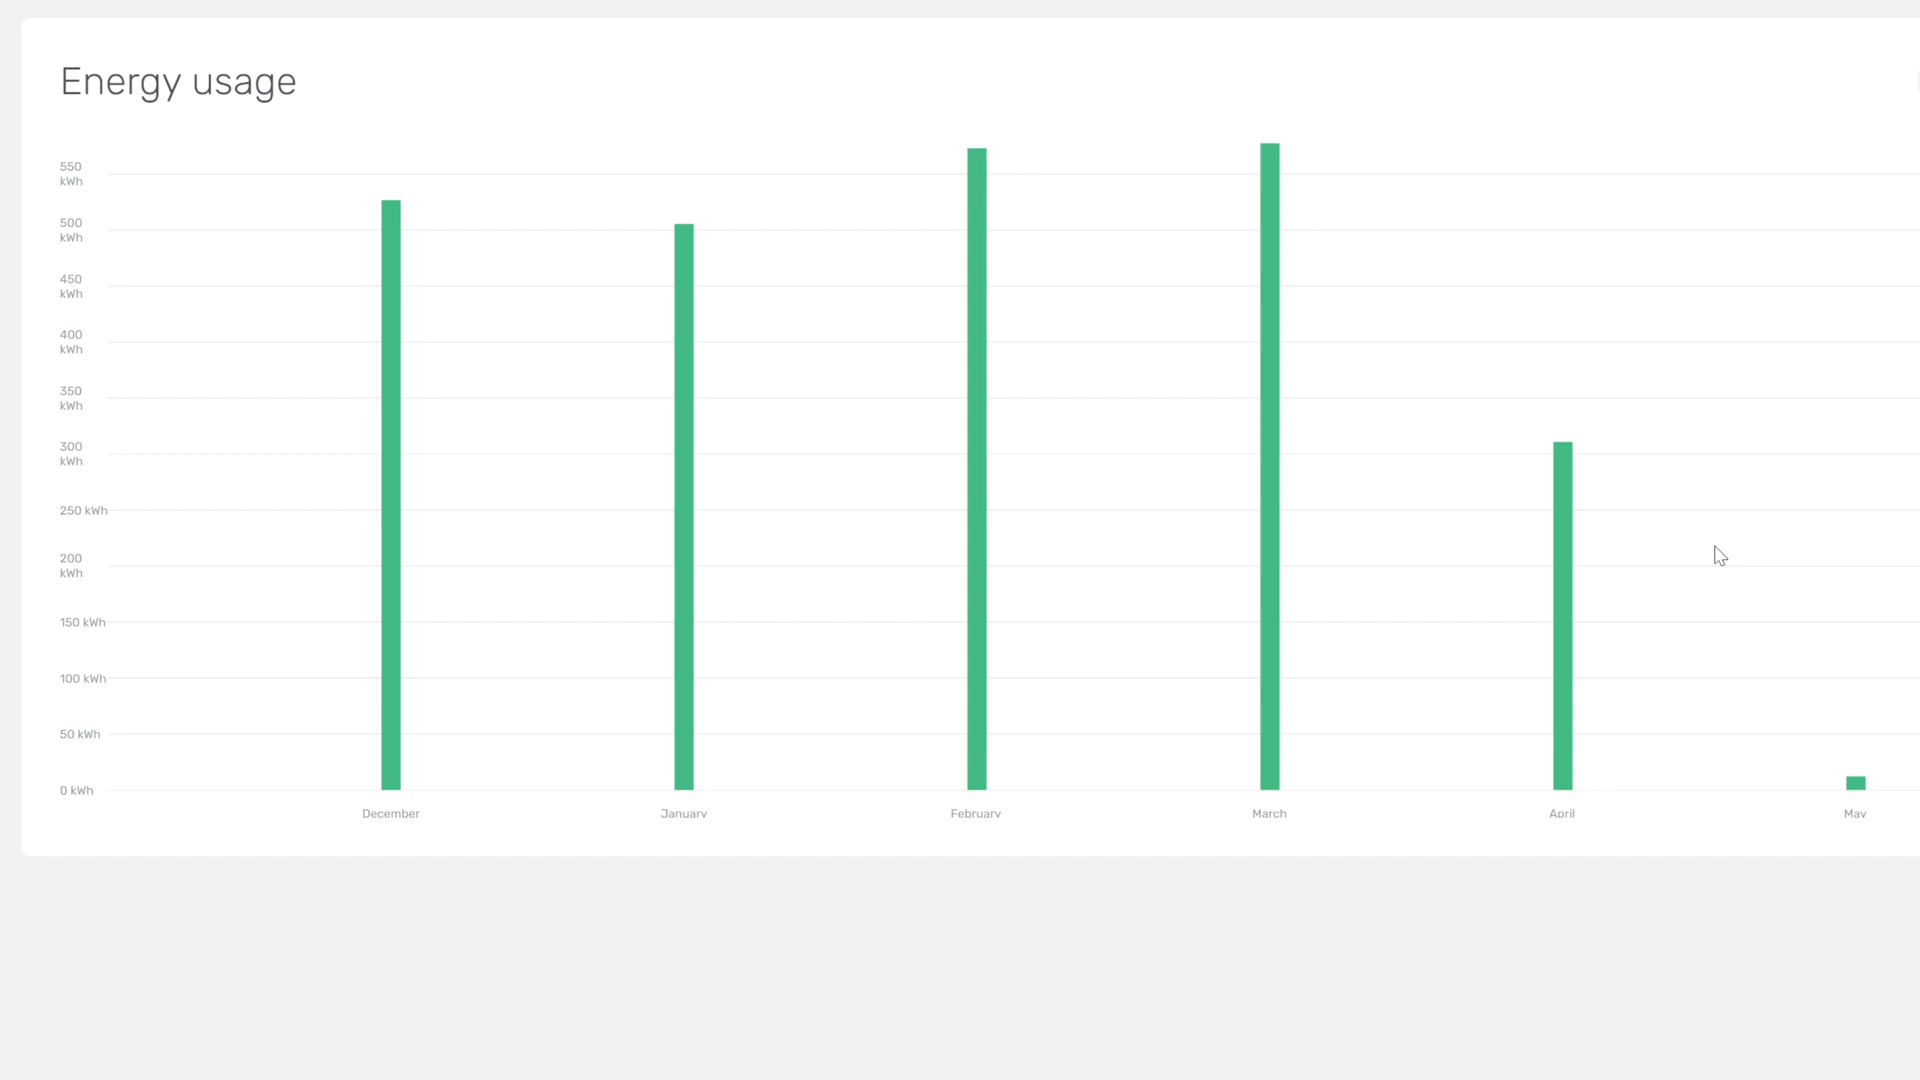 Energy usage
550
kWh
500
kWh
450
kWh
400
kWh
350
kWh
300
kWh
250 kWh
200
kWh
150 kWh
100 kWh
50 kWh
0 kWh
December
January
February
March
April
May